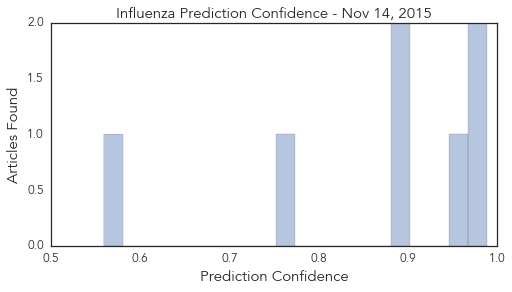 Influenza Prediction Confidence - Nov 14, 2015
2.0
1.5
1.0
0.5
0.0
Articles Found
0.5 0.6 0.7 0.8 0.9 1.0
Prediction Confidence